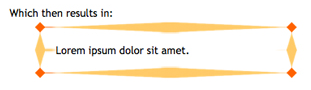 Which then results in:
Lorem ipsum dolor sit amet.